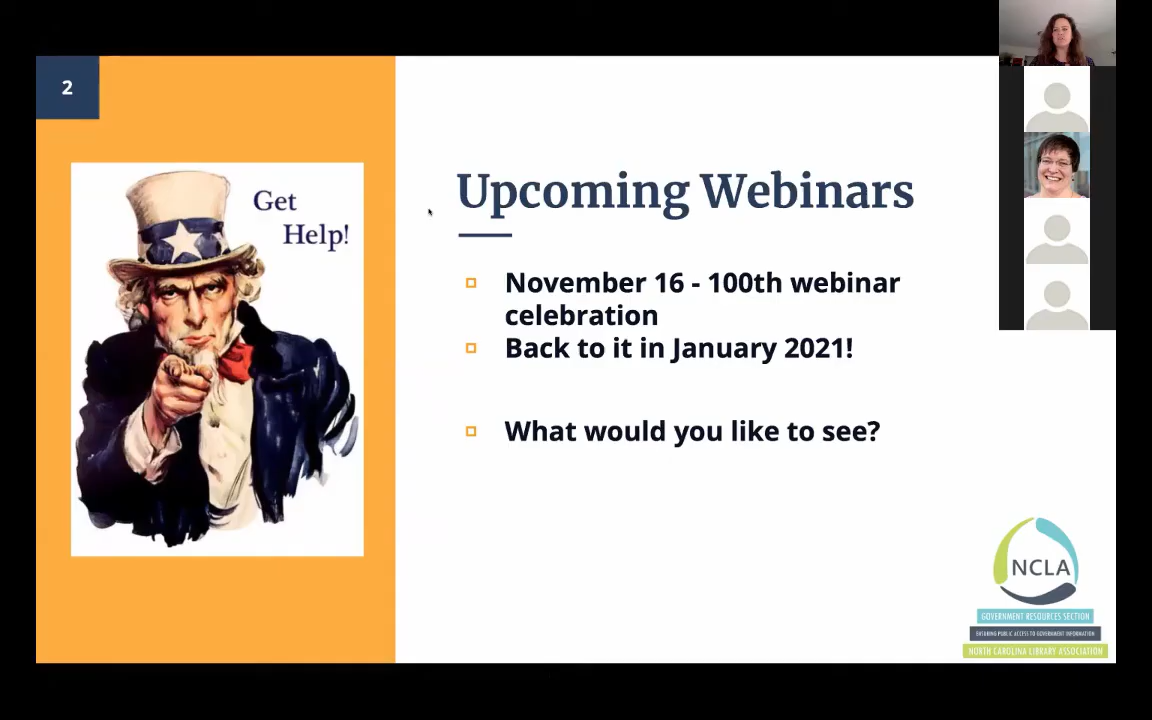 2
Get
Help!
Upcoming Webinars
November 16 - 100th webinar
celebration
Back to it in January 2021!
What would you like to see?
NCLA
GOVERNMENT RESOURCES SECTION
ENSURING PUBLIC ACCESS TO GOVERNMENT INFORMATION
NORTH CAROLINA LIBRARY ASSOCIATION